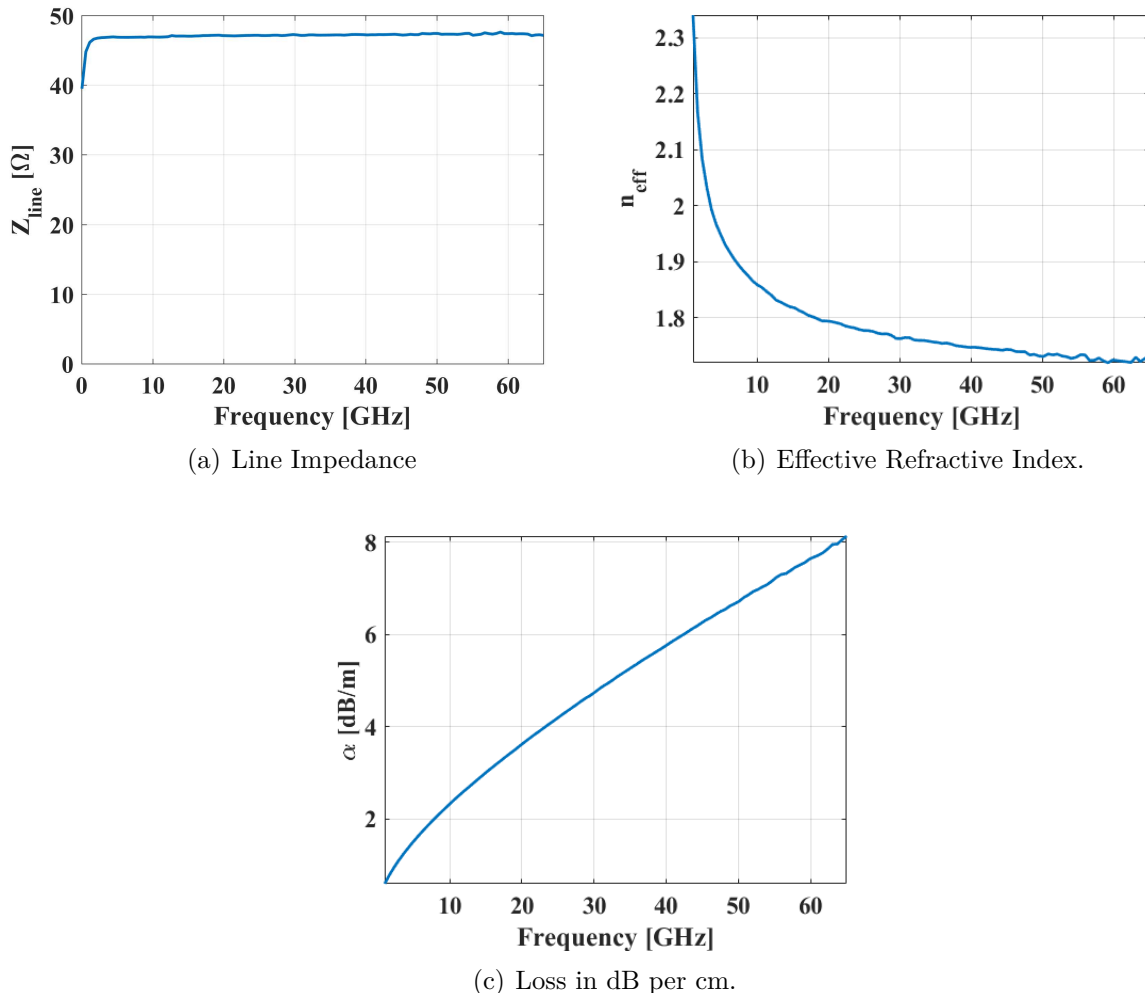 50
40
30
20
10
0
Z_line [Ω]
0 10 20 30 40 50 60
Frequency [GHz]
(a) Line Impedance
2.3
2.2
2.1
2
1.9
1.8
n_eff
10 20 30 40 50 60
Frequency [GHz]
(b) Effective Refractive Index.
8
6
4
2
α [dB/m]
10 20 30 40 50 60
Frequency [GHz]
(c) Loss in dB per cm.